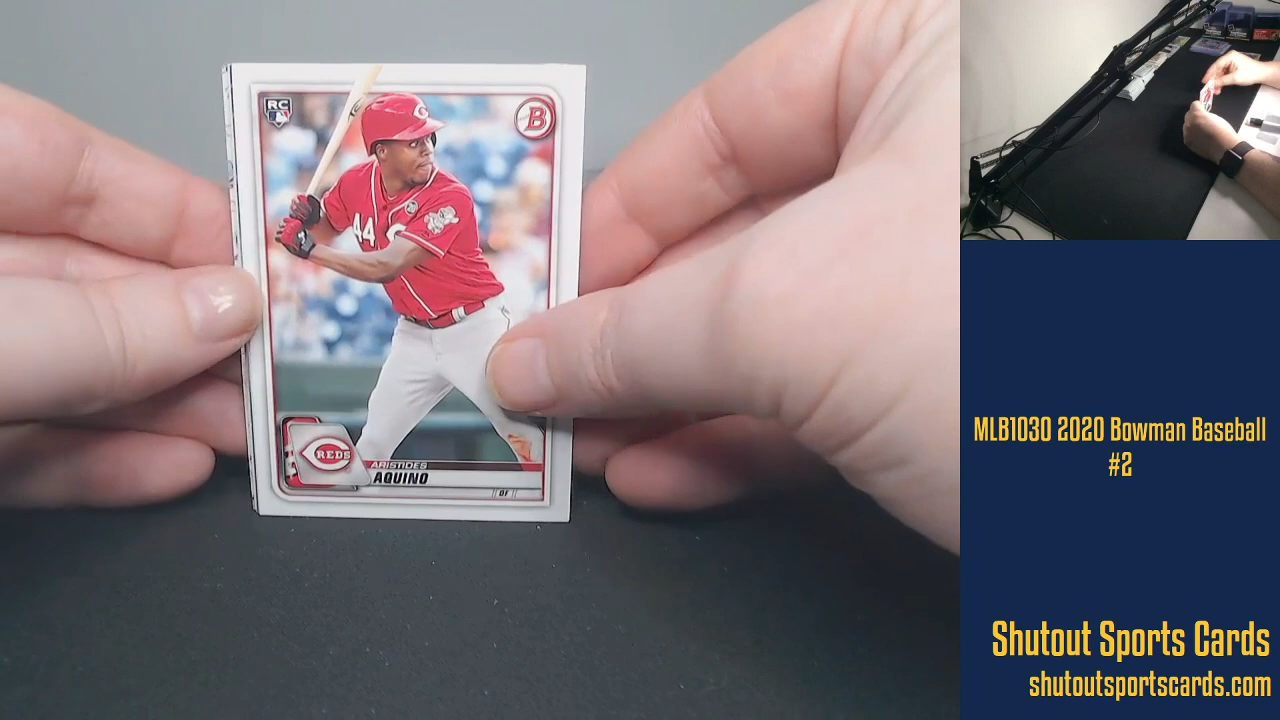 RC
B
C
44
REDS
ARISTIDES
AQUINO
OF
MLB1030 2020 Bowman Baseball
#2
Shutout Sports Cards
shutoutsportscards.com